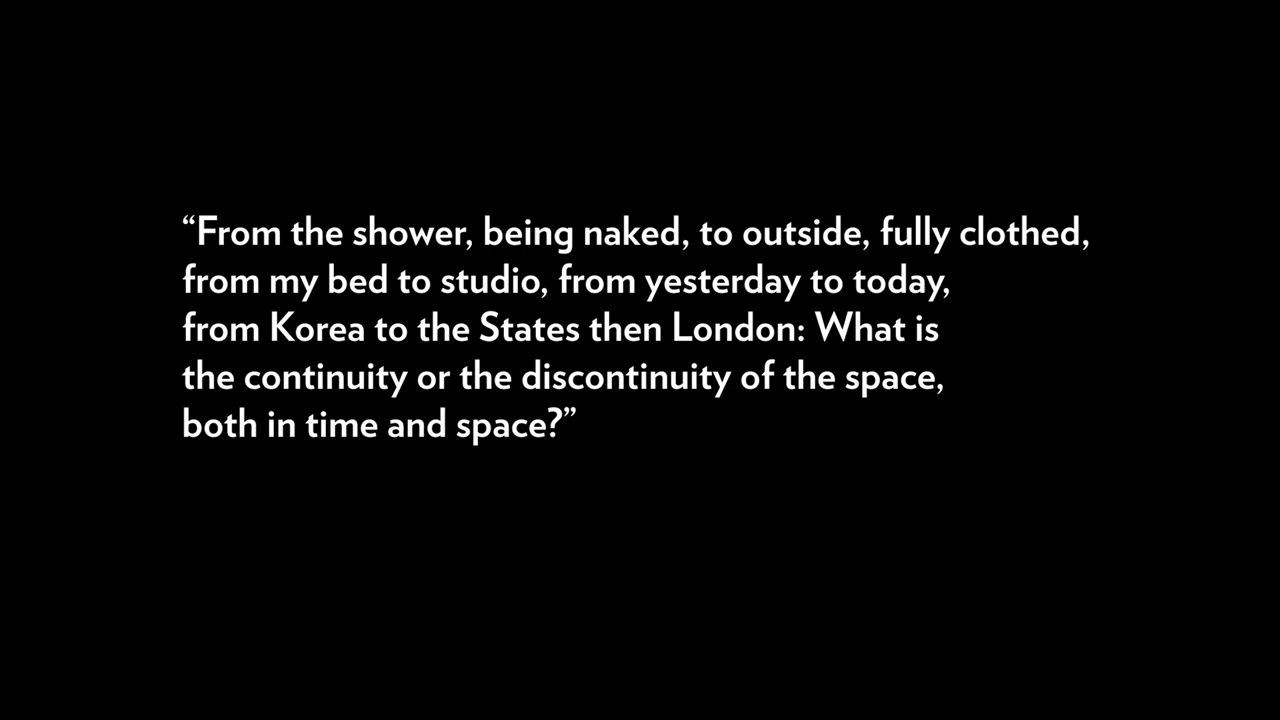 “From the shower, being naked, to outside, fully clothed,
from my bed to studio, from yesterday to today,
from Korea to the States then London: What is
the continuity or the discontinuity of the space,
both in time and space?”